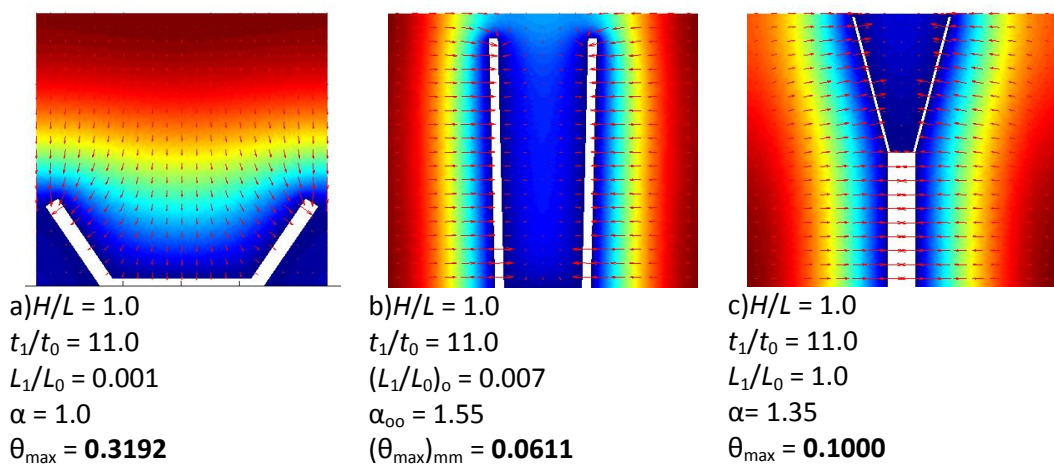 a)H/L = 1.0
t₁/t₀ = 11.0
L₁/L₀ = 0.001
α = 1.0
θmax = 0.3192
b)H/L = 1.0
t₁/t₀ = 11.0
(L₁/L₀)ₒ = 0.007
αₒₒ = 1.55
(θmax)mm = 0.0611
c)H/L = 1.0
t₁/t₀ = 11.0
L₁/L₀ = 1.0
α= 1.35
θmax = 0.1000